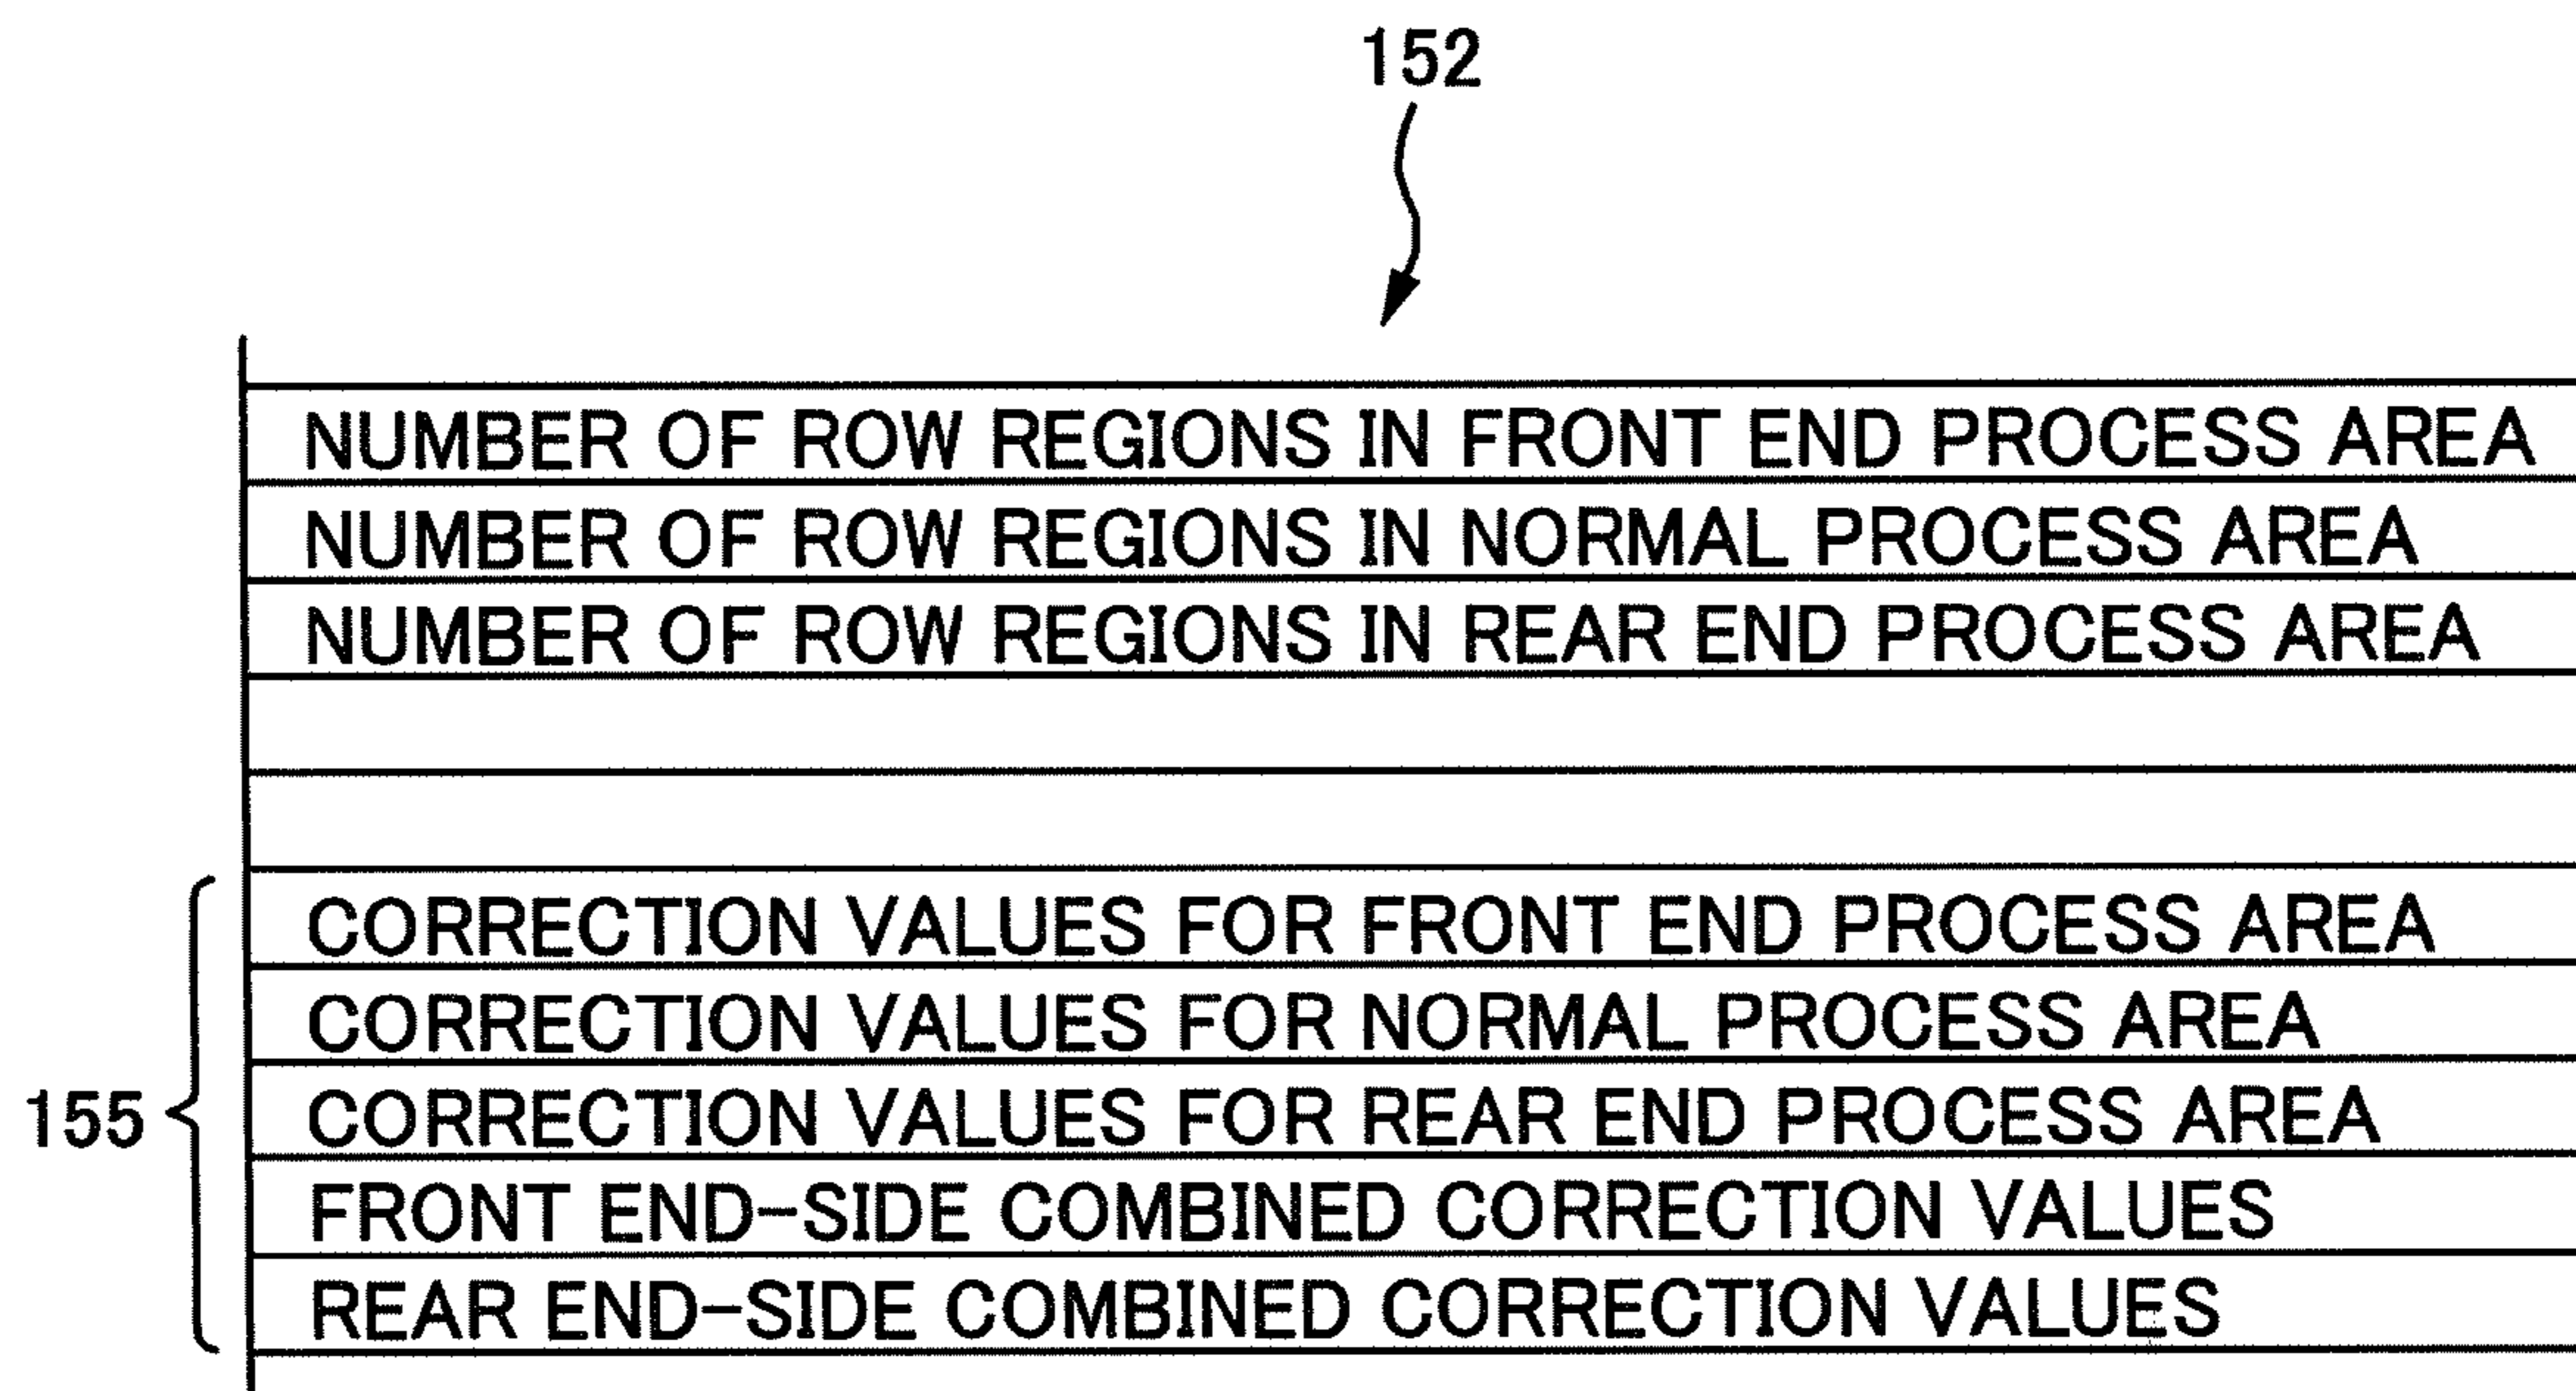 152
NUMBER OF ROW REGIONS IN FRONT END PROCESS AREA
NUMBER OF ROW REGIONS IN NORMAL PROCESS AREA
NUMBER OF ROW REGIONS IN REAR END PROCESS AREA
CORRECTION VALUES FOR FRONT END PROCESS AREA
CORRECTION VALUES FOR NORMAL PROCESS AREA
155
CORRECTION VALUES FOR REAR END PROCESS AREA
FRONT END-SIDE COMBINED CORRECTION VALUES
REAR END-SIDE COMBINED CORRECTION VALUES